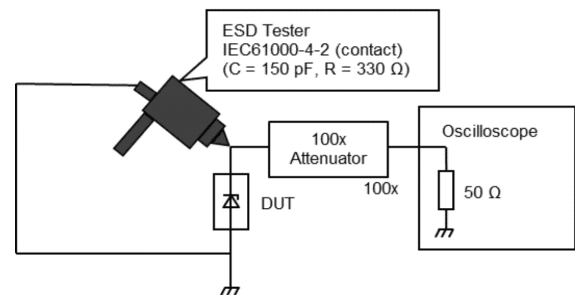 ESD Tester
IEC61000-4-2 (contact)
(C = 150 pF, R = 330 Ω)
100x
Attenuator
100x
Oscilloscope
50 Ω
DUT